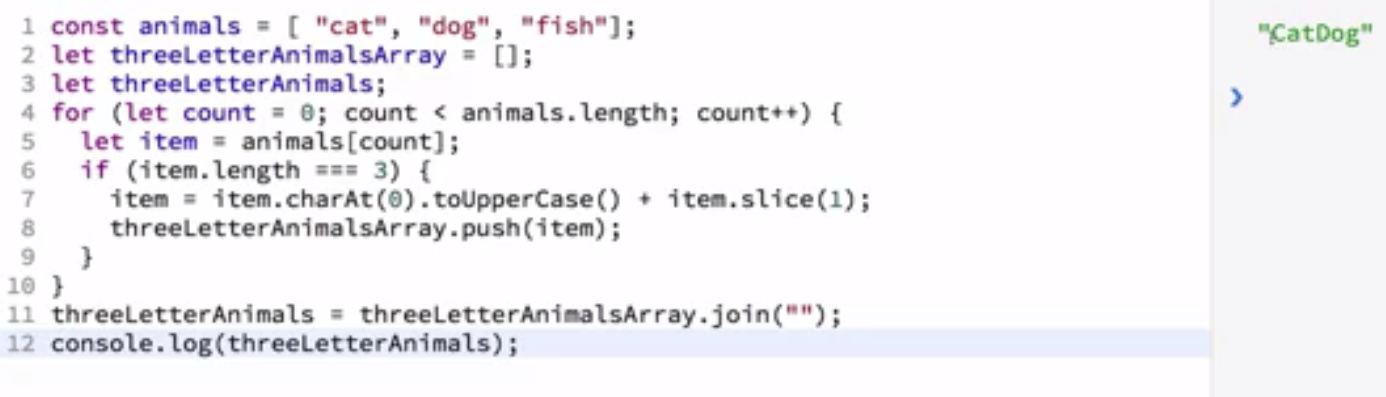 1 const animals = [ "cat", "dog", "fish"];
2 let threeLetterAnimalsArray = [];
3 let threeLetterAnimals;
4 for (let count = 0; count < animals.length; count++) {
5   let item = animals[count];
6   if (item.length === 3) {
7     item = item.charAt(0).toUpperCase() + item.slice(1);
8     threeLetterAnimalsArray.push(item);
9   }
10 }
11 threeLetterAnimals = threeLetterAnimalsArray.join("");
12 console.log(threeLetterAnimals);
"CatDog"
❯